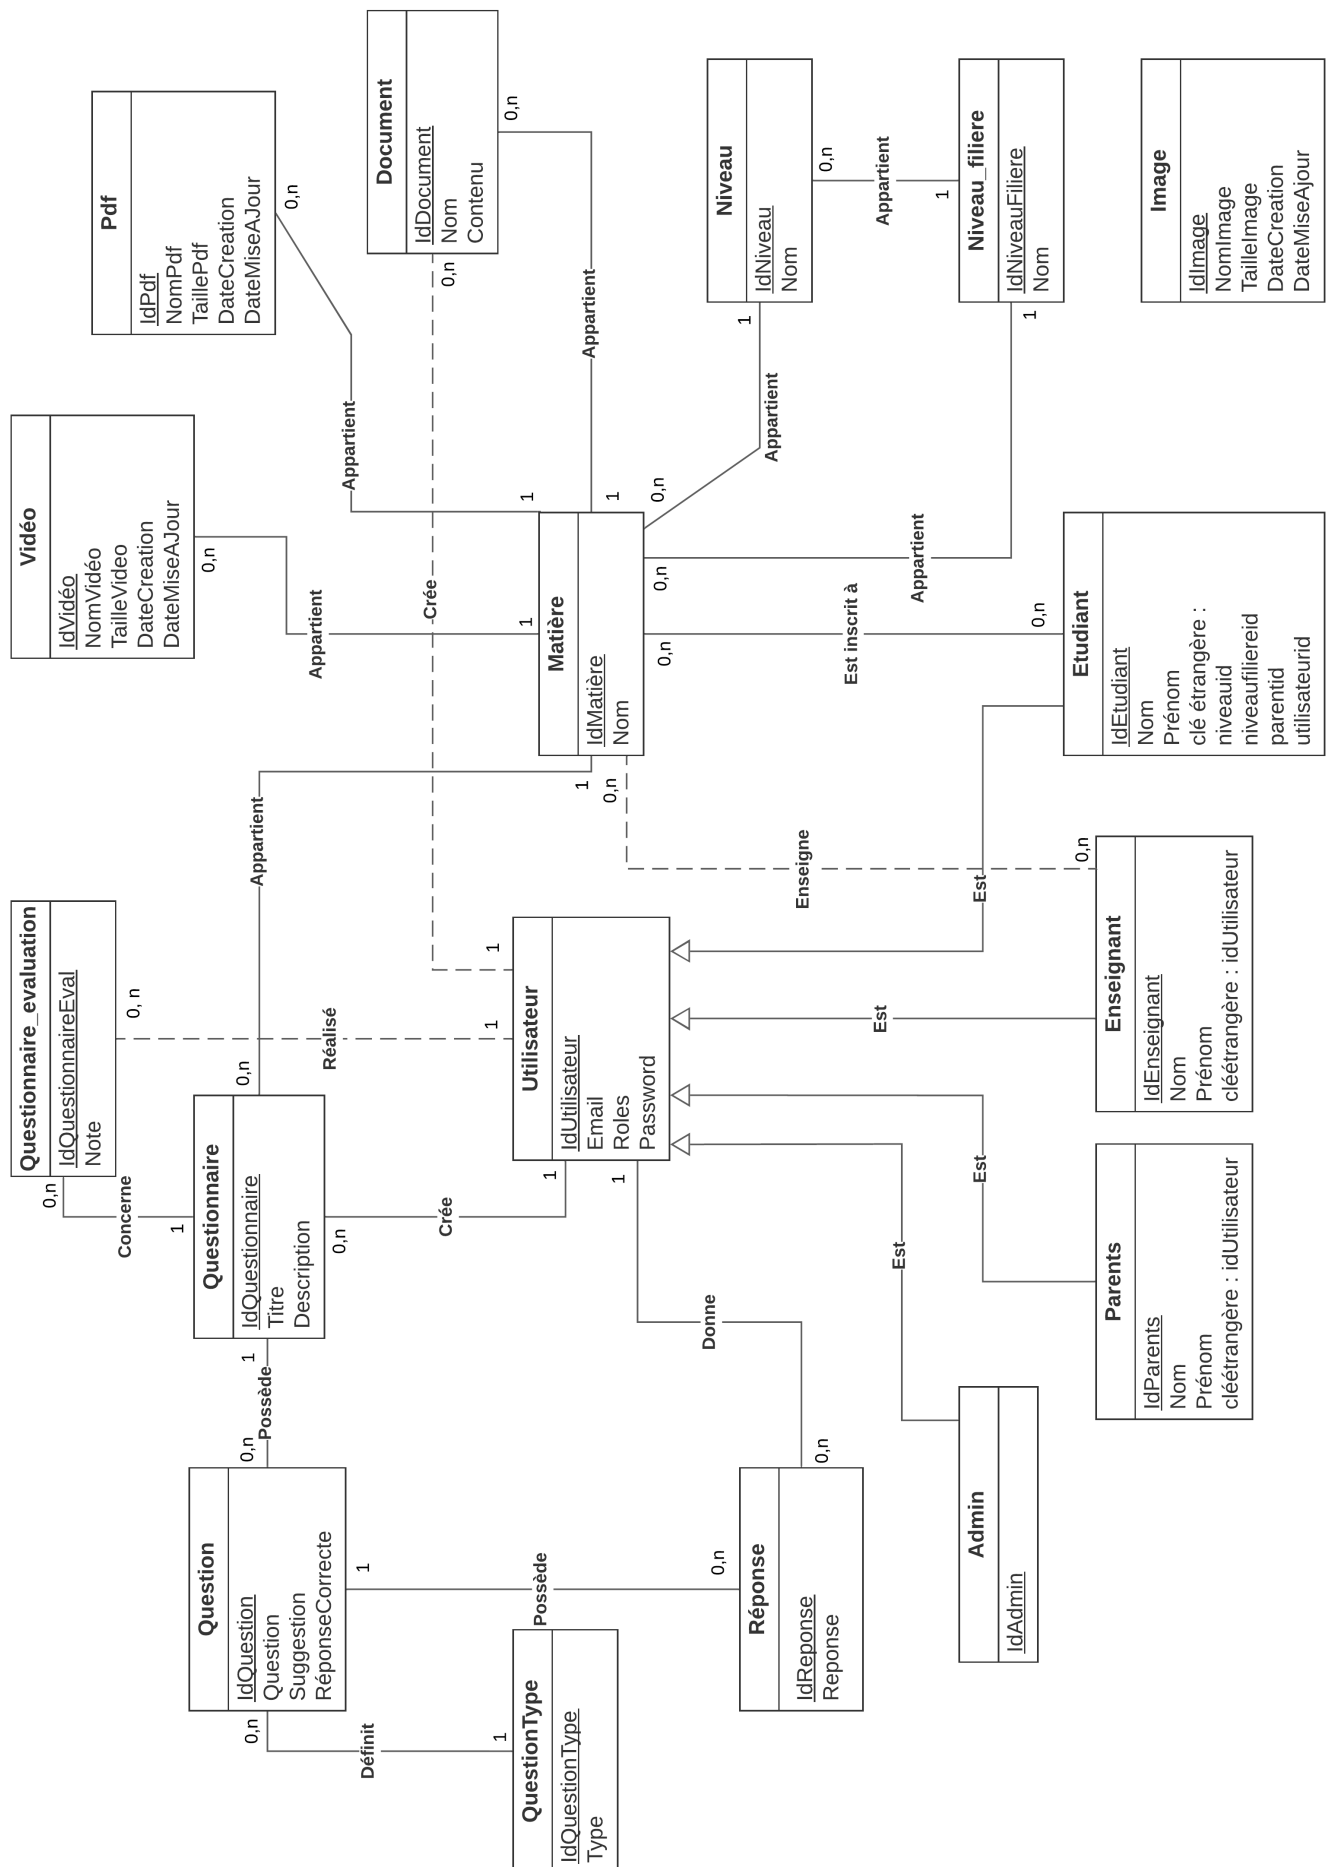 Questionnaire_evaluation
IdQuestionnaireEval
Note
Vidéo
IdVidéo
NomVidéo
TailleVideo
DateCreation
DateMiseAJour
Pdf
IdPdf
NomPdf
TaillePdf
DateCreation
DateMiseAJour
0,n
Concerne
1
0, n
Réalisé
1
0,n
Appartient
1
0,n
Appartient
1
Question
IdQuestion
Question
Suggestion
RéponseCorrecte
0,n
Possède
1
Questionnaire
IdQuestionnaire
Titre
Description
0,n
Appartient
1
Document
IdDocument
Nom
Contenu
0,n
Définit
1
0,n
Crée
1
0,n
Crée
1
0,n
Appartient
1
QuestionType
IdQuestionType
Type
1
Possède
0,n
Utilisateur
IdUtilisateur
Email
Roles
Password
Matière
IdMatière
Nom
0,n
Appartient
1
Niveau
IdNiveau
Nom
1
Donne
0,n
0,n
Enseigne
0,n
0,n
Est inscrit à
0,n
0,n
Appartient
1
0,n
Appartient
1
Réponse
IdReponse
Reponse
Est
Est
Est
Est
Niveau_filiere
IdNiveauFiliere
Nom
Admin
IdAdmin
Parents
IdParents
Nom
Prénom
cléétrangère : idUtilisateur
Enseignant
IdEnseignant
Nom
Prénom
cléétrangère : idUtilisateur
Etudiant
IdEtudiant
Nom
Prénom
clé étrangère :
niveauid
niveaufiliereid
parentid
utilisateurid
Image
IdImage
NomImage
TailleImage
DateCreation
DateMiseAjour